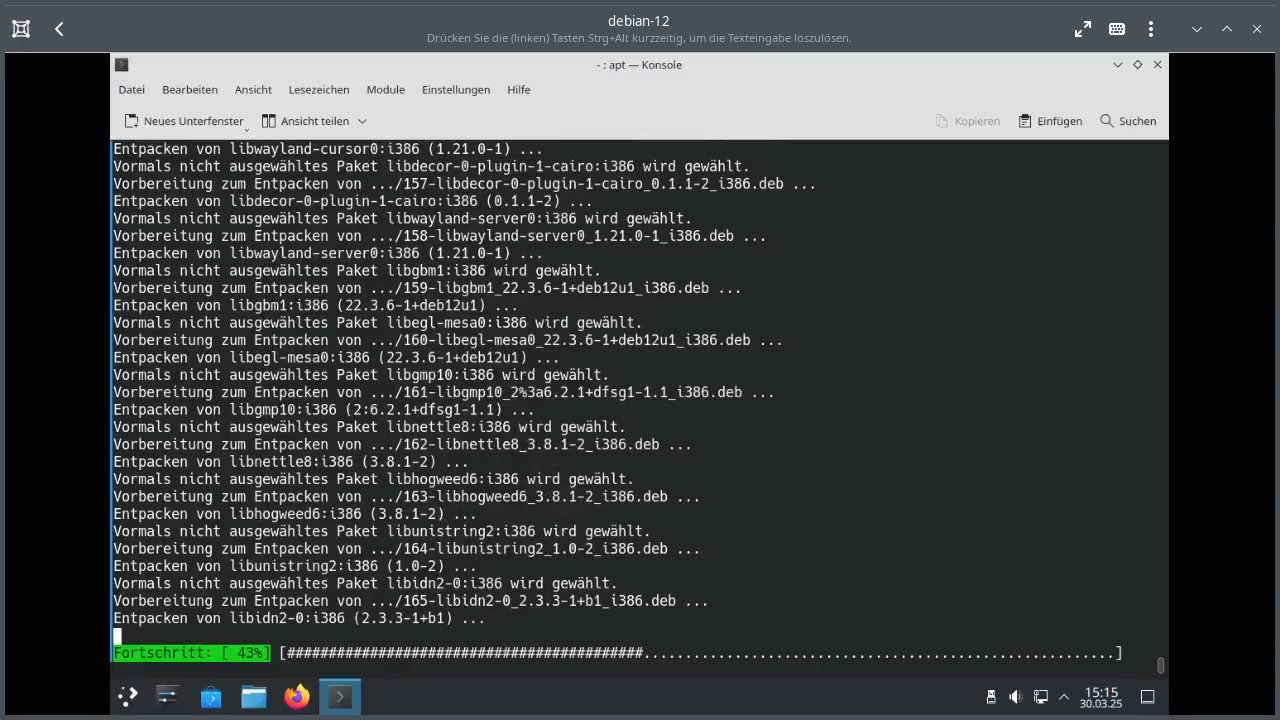 debian-12
Drücken Sie die (linken) Tasten Strg+Alt kurzzeitig, um die Texteingabe loszulösen.
- : apt — Konsole
Datei Bearbeiten Ansicht Lesezeichen Module Einstellungen Hilfe
Neues Unterfenster Ansicht teilen Kopieren Einfügen Suchen
Entpacken von libwayland-cursor0:i386 (1.21.0-1) ...
Vormals nicht ausgewähltes Paket libdecor-0-plugin-1-cairo:i386 wird gewählt.
Vorbereitung zum Entpacken von .../157-libdecor-0-plugin-1-cairo_0.1.1-2_i386.deb ...
Entpacken von libdecor-0-plugin-1-cairo:i386 (0.1.1-2) ...
Vormals nicht ausgewähltes Paket libwayland-server0:i386 wird gewählt.
Vorbereitung zum Entpacken von .../158-libwayland-server0_1.21.0-1_i386.deb ...
Entpacken von libwayland-server0:i386 (1.21.0-1) ...
Vormals nicht ausgewähltes Paket libgbm1:i386 wird gewählt.
Vorbereitung zum Entpacken von .../159-libgbm1_22.3.6-1+deb12u1_i386.deb ...
Entpacken von libgbm1:i386 (22.3.6-1+deb12u1) ...
Vormals nicht ausgewähltes Paket libegl-mesa0:i386 wird gewählt.
Vorbereitung zum Entpacken von .../160-libegl-mesa0_22.3.6-1+deb12u1_i386.deb ...
Entpacken von libegl-mesa0:i386 (22.3.6-1+deb12u1) ...
Vormals nicht ausgewähltes Paket libgmp10:i386 wird gewählt.
Vorbereitung zum Entpacken von .../161-libgmp10_2%3a6.2.1+dfsg1-1.1_i386.deb ...
Entpacken von libgmp10:i386 (2:6.2.1+dfsg1-1.1) ...
Vormals nicht ausgewähltes Paket libnettle8:i386 wird gewählt.
Vorbereitung zum Entpacken von .../162-libnettle8_3.8.1-2_i386.deb ...
Entpacken von libnettle8:i386 (3.8.1-2) ...
Vormals nicht ausgewähltes Paket libhogweed6:i386 wird gewählt.
Vorbereitung zum Entpacken von .../163-libhogweed6_3.8.1-2_i386.deb ...
Entpacken von libhogweed6:i386 (3.8.1-2) ...
Vormals nicht ausgewähltes Paket libunistring2:i386 wird gewählt.
Vorbereitung zum Entpacken von .../164-libunistring2_1.0-2_i386.deb ...
Entpacken von libunistring2:i386 (1.0-2) ...
Vormals nicht ausgewähltes Paket libidn2-0:i386 wird gewählt.
Vorbereitung zum Entpacken von .../165-libidn2-0_2.3.3-1+b1_i386.deb ...
Entpacken von libidn2-0:i386 (2.3.3-1+b1) ...
Fortschritt: [ 43%] [###########################################.........................................................]
15:15
30.03.25